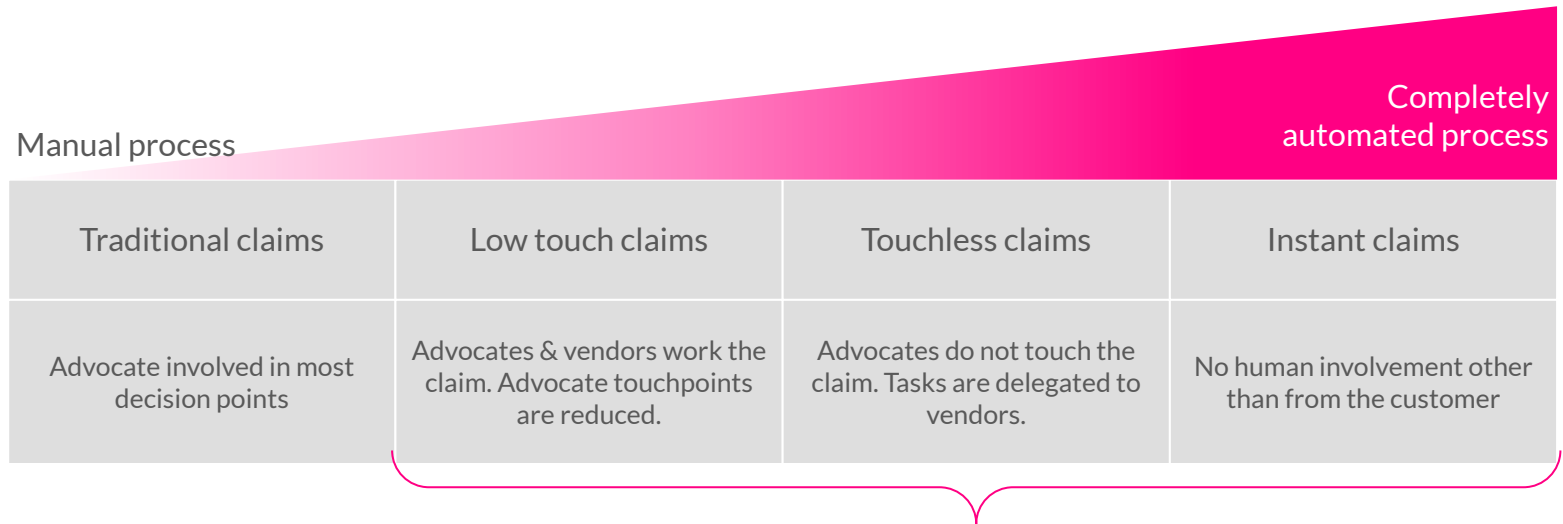 Manual process
Completely
automated process
Traditional claims
Low touch claims
Touchless claims
Instant claims
Advocate involved in most
decision points
Advocates & vendors work the
claim. Advocate touchpoints
are reduced.
Advocates do not touch the
claim. Tasks are delegated to
vendors.
No human involvement other
than from the customer